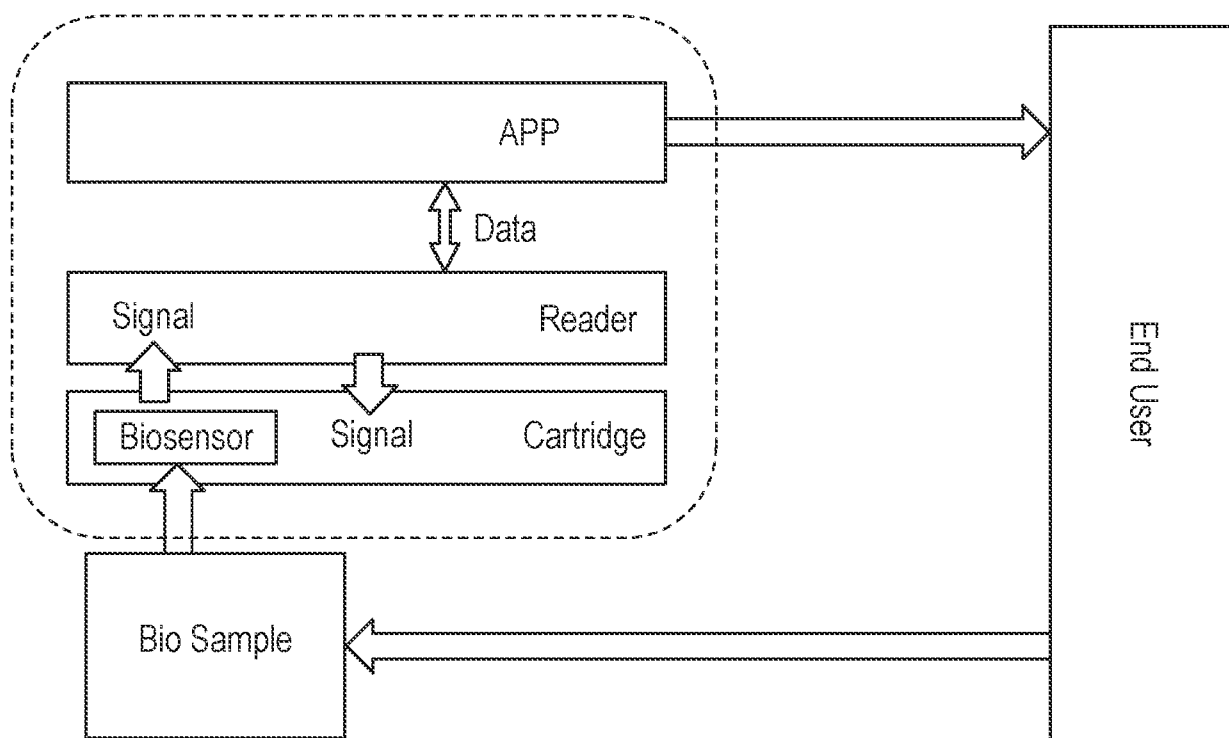 APP
Data
Signal
Reader
Biosensor
Signal
Cartridge
End User
Bio Sample